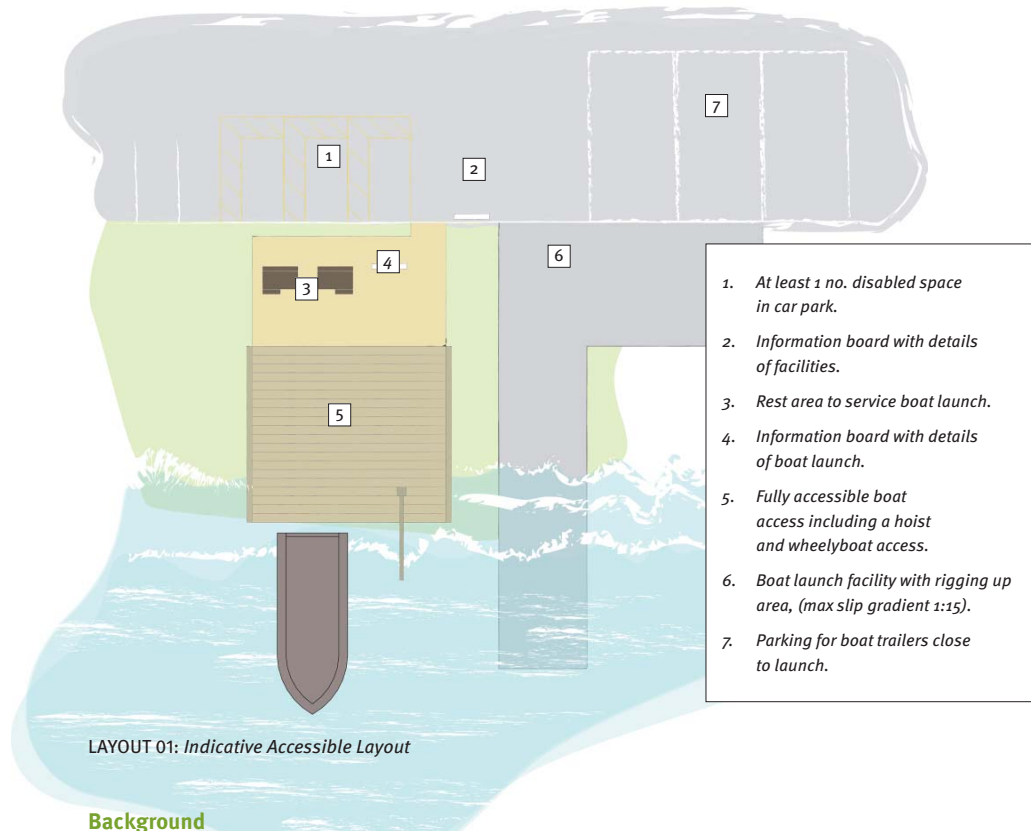 7
1
2
6
4
3
5
1. At least 1 no. disabled space
in car park.
2. Information board with details
of facilities.
3. Rest area to service boat launch.
4. Information board with details
of boat launch.
5. Fully accessible boat
access including a hoist
and wheelyboat access.
6. Boat launch facility with rigging up
area, (max slip gradient 1:15).
7. Parking for boat trailers close
to launch.
LAYOUT 01: Indicative Accessible Layout
Background